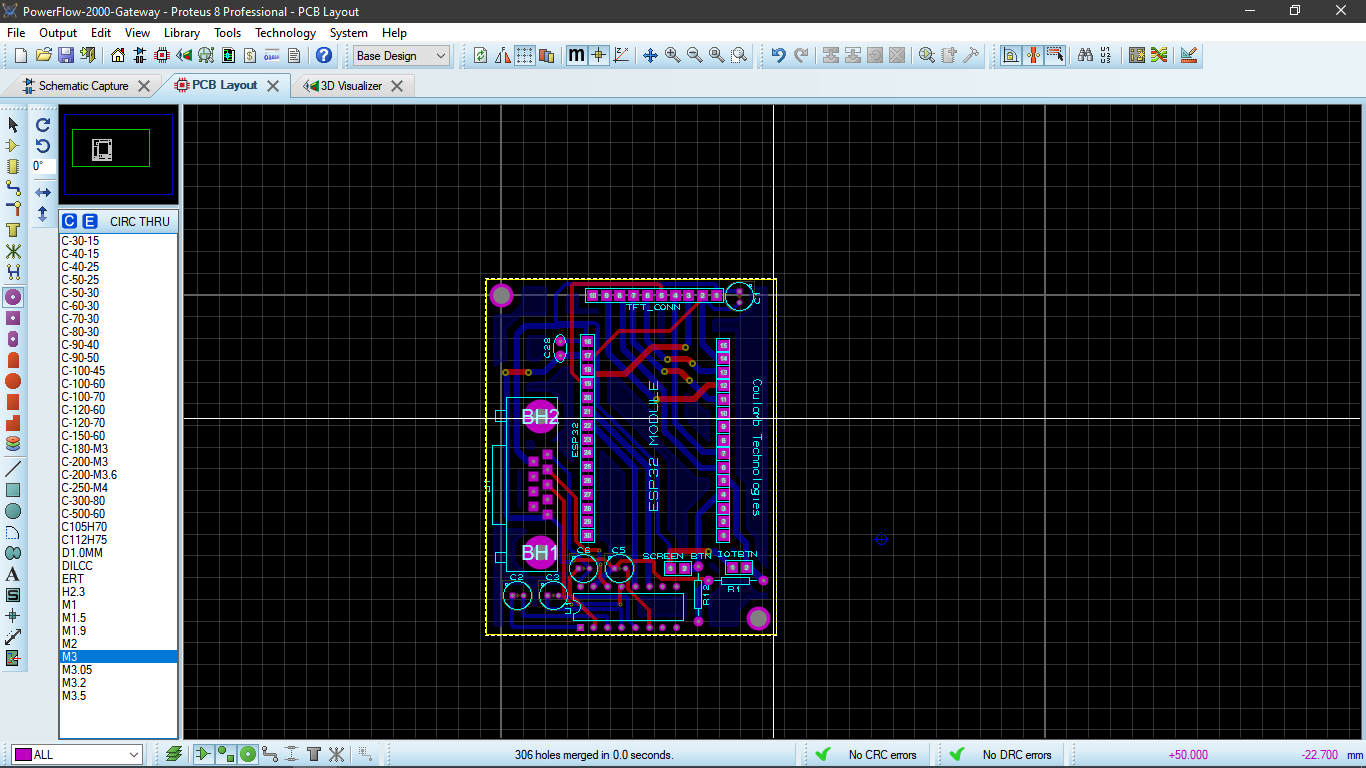 PowerFlow-2000-Gateway - Proteus 8 Professional - PCB Layout
File Output Edit View Library Tools Technology System Help
Base Design
Schematic Capture
PCB Layout
3D Visualizer
0°
C E CIRC THRU
C-30-15
C-40-15
C-40-25
C-50-25
C-50-30
C-60-30
C-70-30
C-80-30
C-90-40
C-90-50
C-100-45
C-100-60
C-100-70
C-120-60
C-120-70
C-150-60
C-180-M3
C-200-M3
C-200-M3.6
C-250-M4
C-300-80
C-500-60
C105H70
C112H75
D1.0MM
DILCC
ERT
H2.3
M1
M1.5
M1.9
M2
M3
M3.05
M3.2
M3.5
TFT_CONN
C28
BH2
ESP32
ESP32 MODULE
Coulomb Technologies
BH1
C6
C5
SCREEN BTN
IOTBTN
C2
C3
R12
R1
ALL
306 holes merged in 0.0 seconds.
No CRC errors
No DRC errors
+50.000
-22.700 mm